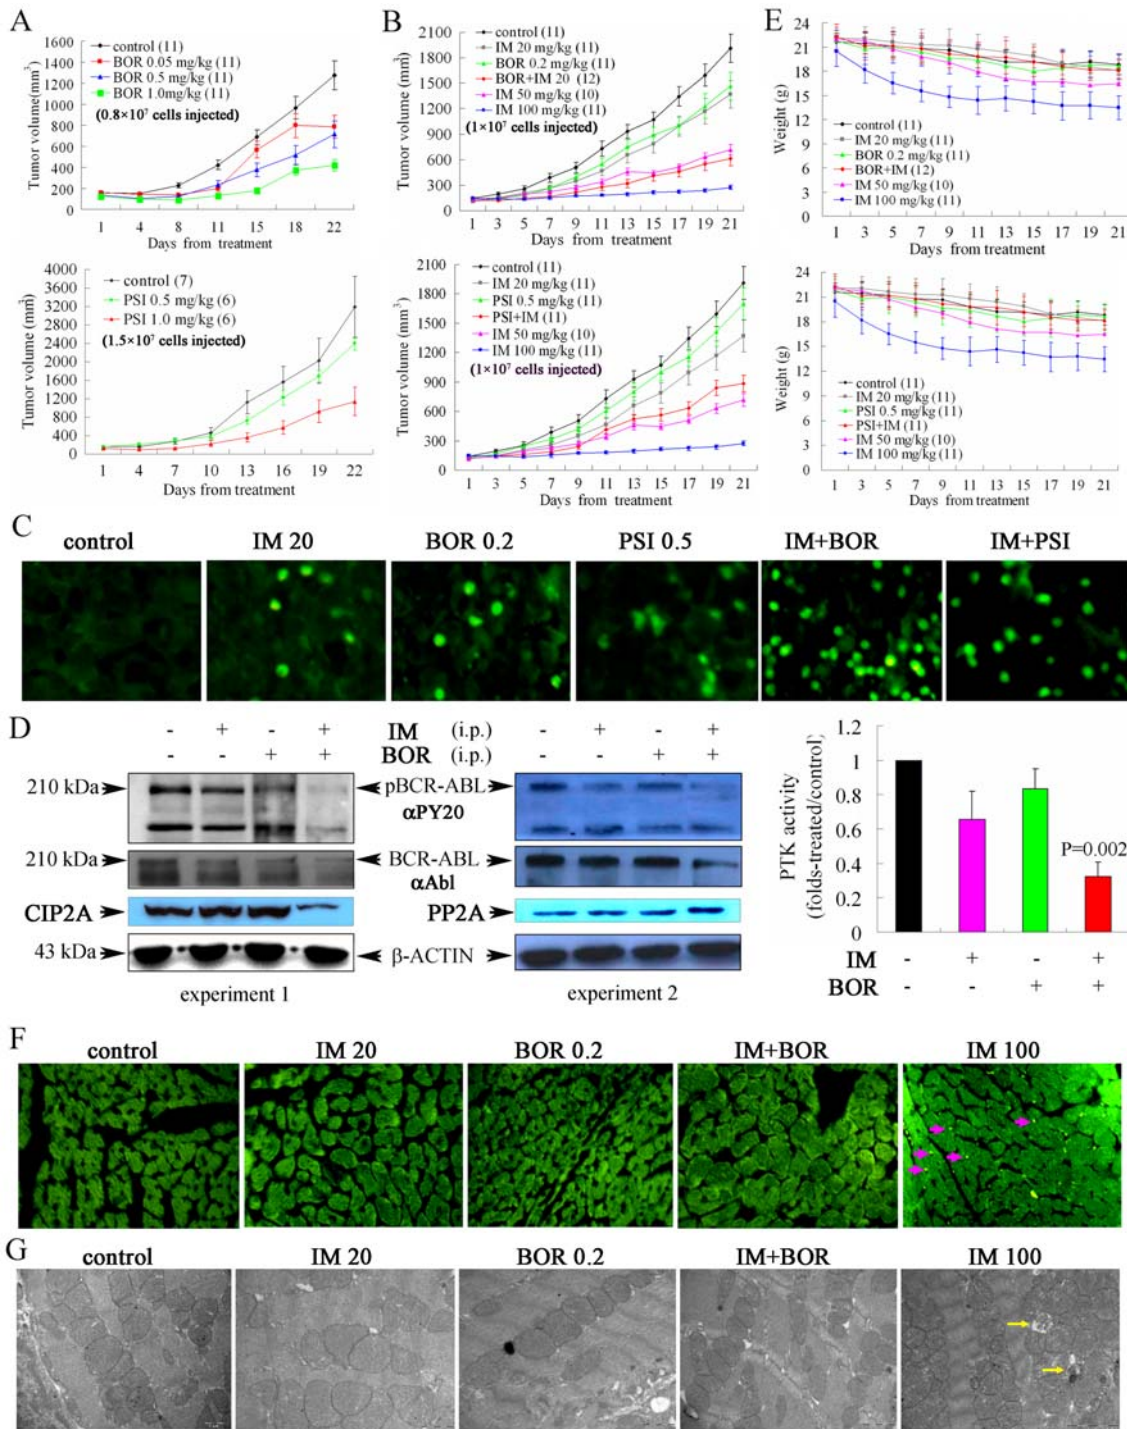 A
Tumor volume(mm³)
1600
1400
1200
1000
800
600
400
200
0
control (11)
BOR 0.05 mg/kg (11)
BOR 0.5 mg/kg (11)
BOR 1.0mg/kg (11)
(0.8×10⁷ cells injected)
1 4 8 11 15 18 22
Days from treatment
Tumor volume (mm³)
4000
3600
3200
2800
2400
2000
1600
1200
800
400
0
control (7)
PSI 0.5 mg/kg (6)
PSI 1.0 mg/kg (6)
(1.5×10⁷ cells injected)
1 4 7 10 13 16 19 22
Days from treatment
B
Tumor volume (mm³)
2100
1800
1500
1200
900
600
300
0
control (11)
IM 20 mg/kg (11)
BOR 0.2 mg/kg (11)
BOR+IM 20 (12)
IM 50 mg/kg (10)
IM 100 mg/kg (11)
(1×10⁷ cells injected)
1 3 5 7 9 11 13 15 17 19 21
Days from treatment
Tumor volume (mm³)
2100
1800
1500
1200
900
600
300
0
control (11)
IM 20 mg/kg (11)
PSI 0.5 mg/kg (11)
PSI+IM (11)
IM 50 mg/kg (10)
IM 100 mg/kg (11)
(1×10⁷ cells injected)
1 3 5 7 9 11 13 15 17 19 21
Days from treatment
E
Weight (g)
24
21
18
15
12
9
6
3
0
control (11)
IM 20 mg/kg (11)
BOR 0.2 mg/kg (11)
BOR+IM (12)
IM 50 mg/kg (10)
IM 100 mg/kg (11)
1 3 5 7 9 11 13 15 17 19 21
Days from treatment
Weight (g)
24
21
18
15
12
9
6
3
0
control (11)
IM 20 mg/kg (11)
PSI 0.5 mg/kg (11)
PSI+IM (11)
IM 50 mg/kg (10)
IM 100 mg/kg (11)
1 3 5 7 9 11 13 15 17 19 21
Days from treatment
C
control IM 20 BOR 0.2 PSI 0.5 IM+BOR IM+PSI
D
- + - + IM (i.p.) - + - +
- - + + BOR (i.p.) - - + +
210 kDa pBCR-ABL
αPY20
210 kDa BCR-ABL
αAbl
CIP2A PP2A
43 kDa β-ACTIN
experiment 1 experiment 2
PTK activity
(folds-treated/control)
1.2
1
0.8
0.6
0.4
0.2
0
P=0.002
IM - + - +
BOR - - + +
F
control IM 20 BOR 0.2 IM+BOR IM 100
G
control IM 20 BOR 0.2 IM+BOR IM 100